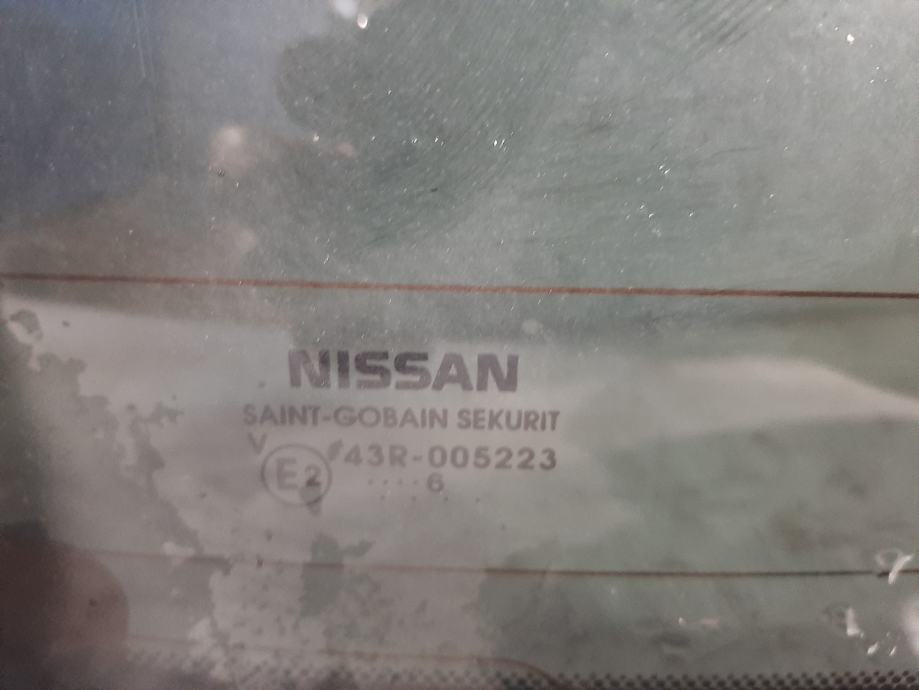 NISSAN
SAINT-GOBAIN SEKURIT
V
E2 43R-005223
....6